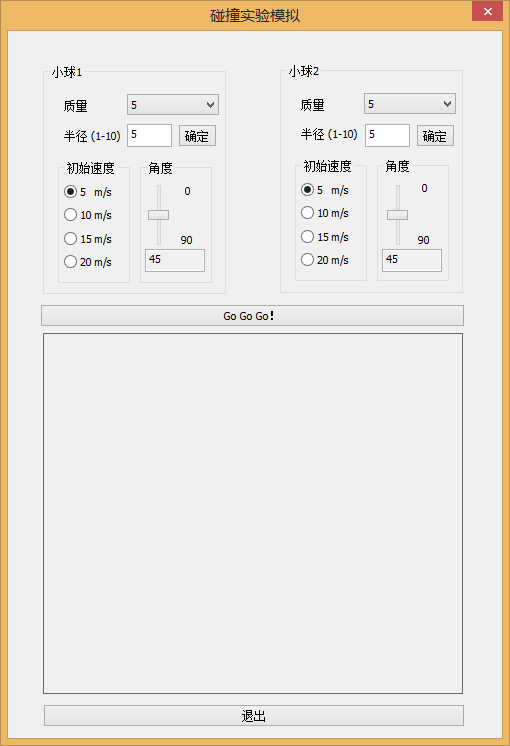 碰撞实验模拟
小球1
质量 5
半径 (1-10) 5 确定
初始速度
5 m/s
10 m/s
15 m/s
20 m/s
角度
0
90
45
小球2
质量 5
半径 (1-10) 5 确定
初始速度
5 m/s
10 m/s
15 m/s
20 m/s
角度
0
90
45
Go Go Go!
退出